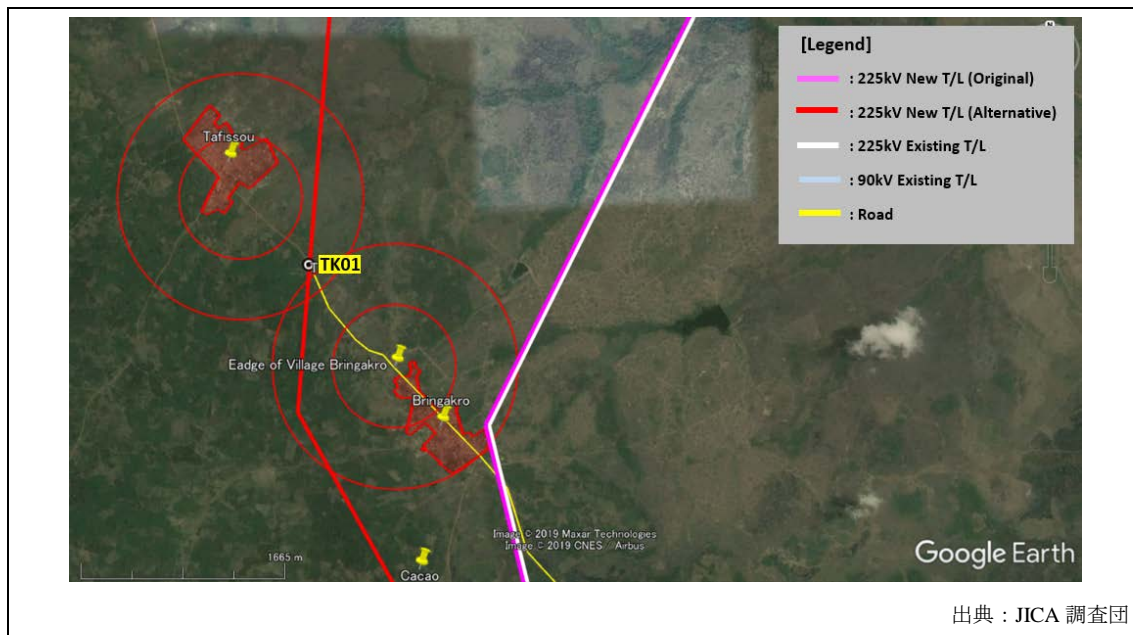 [Legend]
: 225kV New T/L (Original)
: 225kV New T/L (Alternative)
: 225kV Existing T/L
: 90kV Existing T/L
: Road
Tafissou
TK01
Eadge of Village Bringakro
Bringakro
Cacao
1665 m
Image © 2019 Maxar Technologies
Image © 2019 CNES / Airbus
Google Earth
出典：JICA 調査団